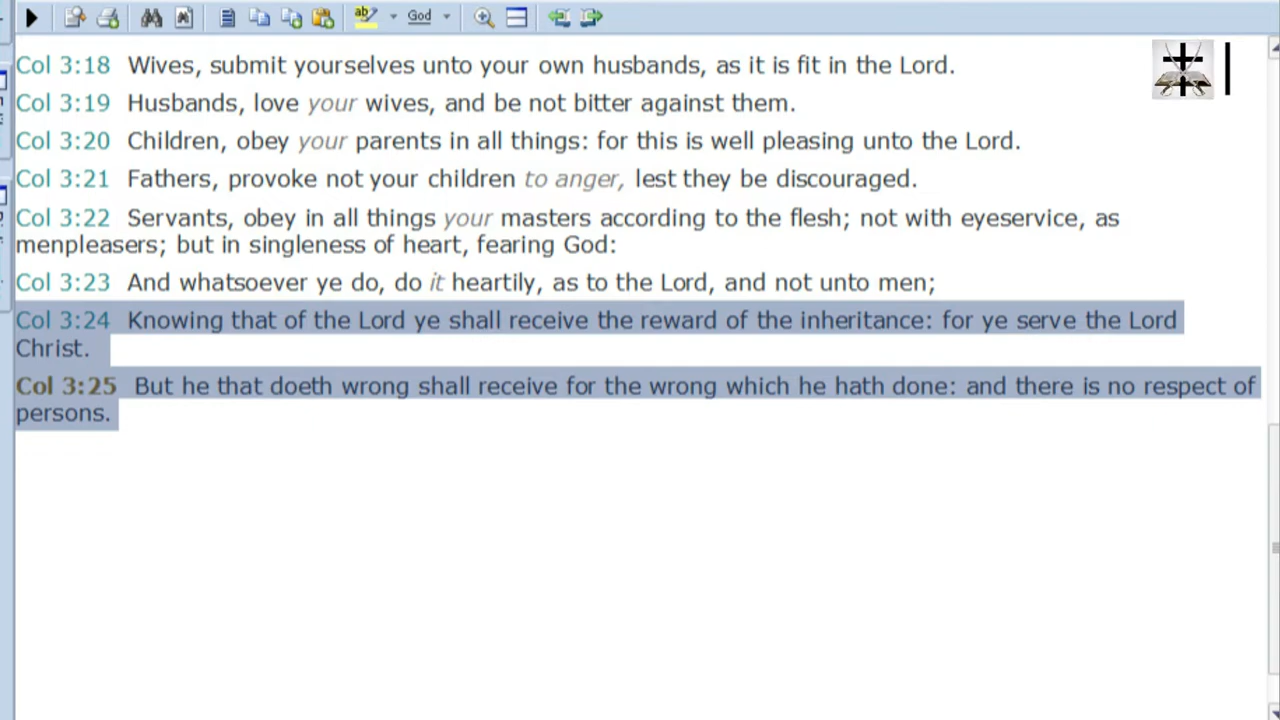 ab God
Col 3:18 Wives, submit yourselves unto your own husbands, as it is fit in the Lord.
Col 3:19 Husbands, love your wives, and be not bitter against them.
Col 3:20 Children, obey your parents in all things: for this is well pleasing unto the Lord.
Col 3:21 Fathers, provoke not your children to anger, lest they be discouraged.
Col 3:22 Servants, obey in all things your masters according to the flesh; not with eyeservice, as
menpleasers; but in singleness of heart, fearing God:
Col 3:23 And whatsoever ye do, do it heartily, as to the Lord, and not unto men;
Col 3:24 Knowing that of the Lord ye shall receive the reward of the inheritance: for ye serve the Lord
Christ.
Col 3:25 But he that doeth wrong shall receive for the wrong which he hath done: and there is no respect of
persons.